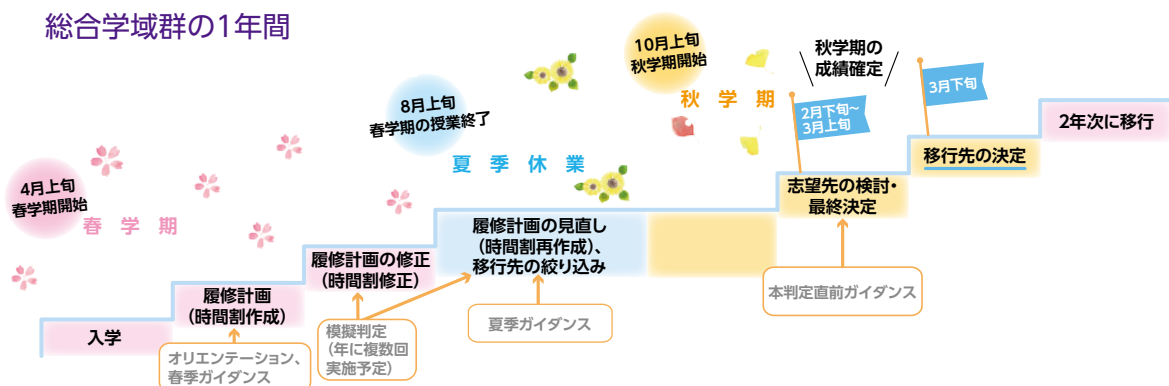 総合学域群の1年間
4月上旬
春学期開始
春学期
8月上旬
春学期の授業終了
夏季休業
10月上旬
秋学期開始
秋学期
秋学期の
成績確定
2月下旬~
3月上旬
3月下旬
入学
履修計画
(時間割作成)
履修計画の修正
(時間割修正)
履修計画の見直し
(時間割再作成)、
移行先の絞り込み
志望先の検討・
最終決定
移行先の決定
2年次に移行
オリエンテーション、
春季ガイダンス
模擬判定
(年に複数回
実施予定)
夏季ガイダンス
本判定直前ガイダンス